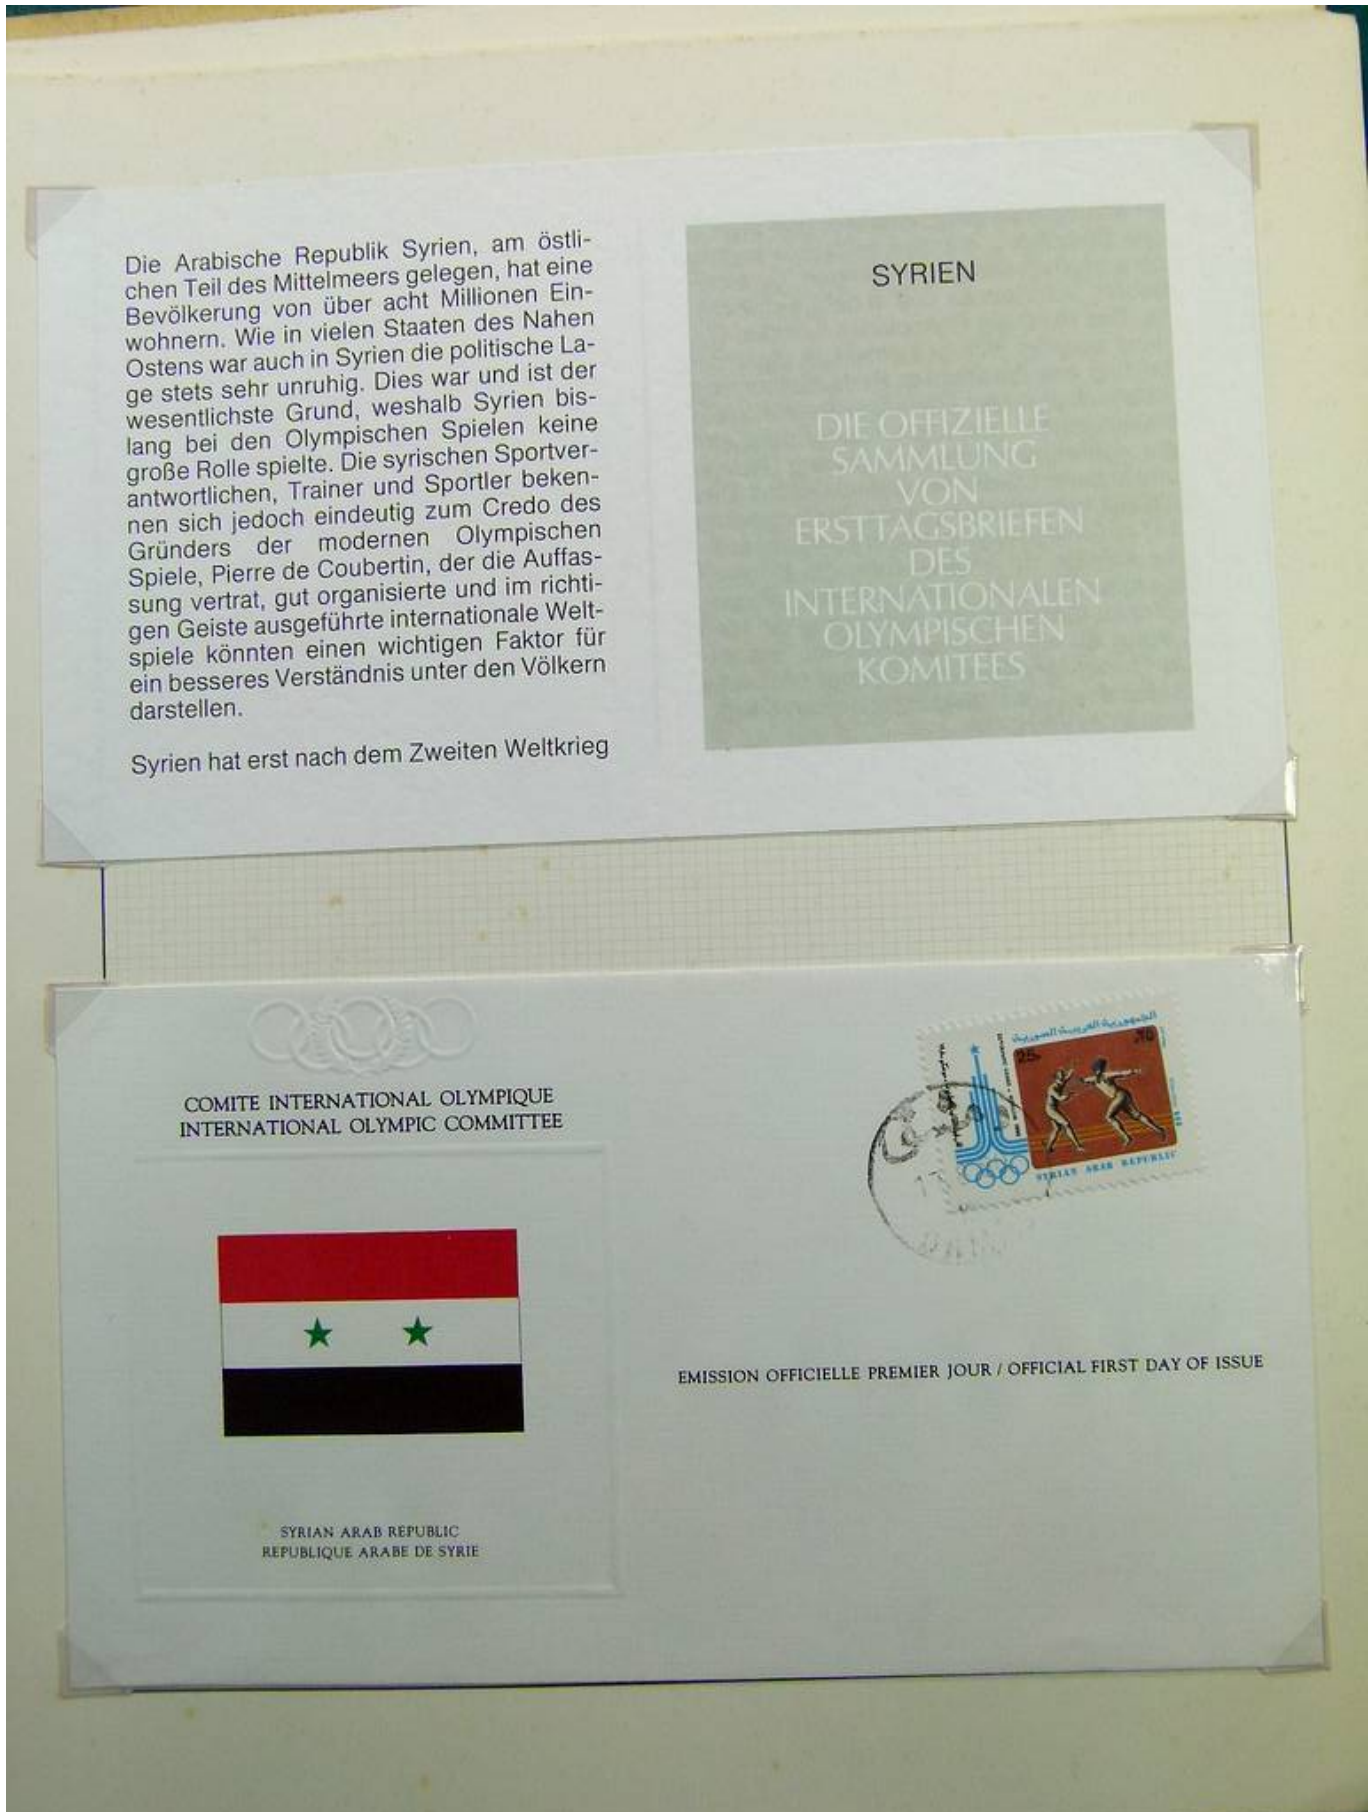 Die Arabische Republik Syrien, am östli-
chen Teil des Mittelmeers gelegen, hat eine
Bevölkerung von über acht Millionen Ein-
wohnern. Wie in vielen Staaten des Nahen
Ostens war auch in Syrien die politische La-
ge stets sehr unruhig. Dies war und ist der
wesentlichste Grund, weshalb Syrien bis-
lang bei den Olympischen Spielen keine
große Rolle spielte. Die syrischen Sportver-
antwortlichen, Trainer und Sportler beken-
nen sich jedoch eindeutig zum Credo des
Gründers der modernen Olympischen
Spiele, Pierre de Coubertin, der die Auffas-
sung vertrat, gut organisierte und im richti-
gen Geiste ausgeführte internationale Welt-
spiele könnten einen wichtigen Faktor für
ein besseres Verständnis unter den Völkern
darstellen.
Syrien hat erst nach dem Zweiten Weltkrieg
SYRIEN
DIE OFFIZIELLE
SAMMLUNG
VON
ERSTTAGSBRIEFEN
DES
INTERNATIONALEN
OLYMPISCHEN
KOMITEES
COMITE INTERNATIONAL OLYMPIQUE
INTERNATIONAL OLYMPIC COMMITTEE
SYRIAN ARAB REPUBLIC
REPUBLIQUE ARABE DE SYRIE
الجمهورية العربية السورية
25
SYRIAN ARAB REPUBLIC
EMISSION OFFICIELLE PREMIER JOUR / OFFICIAL FIRST DAY OF ISSUE